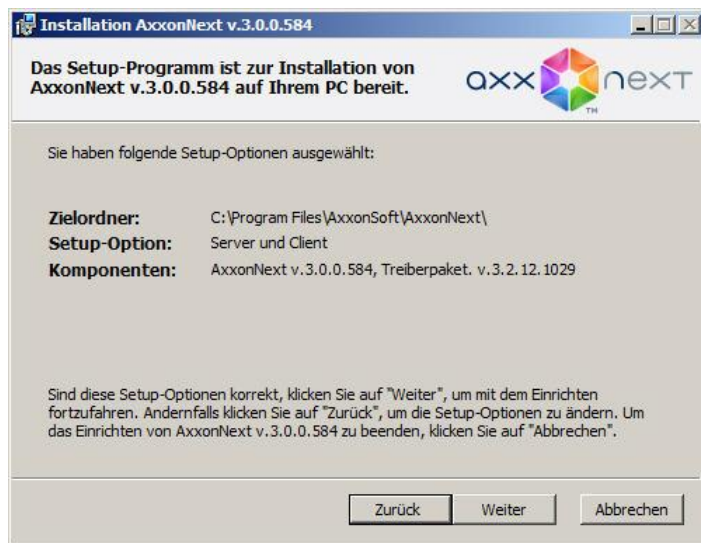 Installation AxxonNext v.3.0.0.584
Das Setup-Programm ist zur Installation von
AxxonNext v.3.0.0.584 auf Ihrem PC bereit.
axxonnext
TM
Sie haben folgende Setup-Optionen ausgewählt:
Zielordner: C:\Program Files\AxxonSoft\AxxonNext\
Setup-Option: Server und Client
Komponenten: AxxonNext v.3.0.0.584, Treiberpaket. v.3.2.12.1029
Sind diese Setup-Optionen korrekt, klicken Sie auf "Weiter", um mit dem Einrichten
fortzufahren. Andernfalls klicken Sie auf "Zurück", um die Setup-Optionen zu ändern. Um
das Einrichten von AxxonNext v.3.0.0.584 zu beenden, klicken Sie auf "Abbrechen".
Zurück Weiter Abbrechen